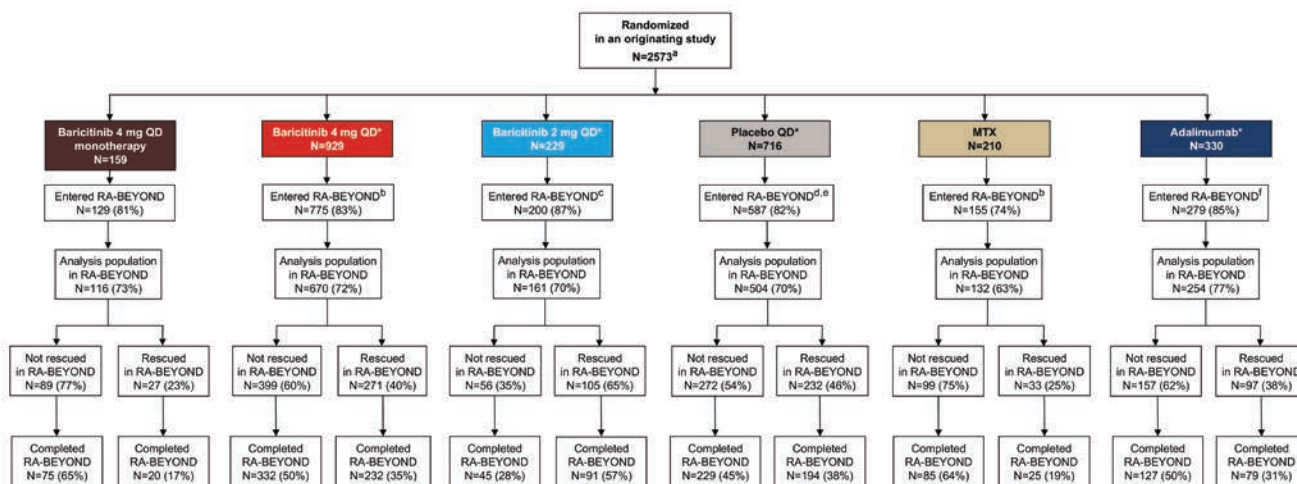 Randomized
in an originating study
N=2573a
Baricitinib 4 mg QD
monotherapy
N=159
Baricitinib 4 mg QD*
N=929
Baricitinib 2 mg QD*
N=229
Placebo QD*
N=716
MTX
N=210
Adalimumab*
N=330
Entered RA-BEYOND
N=129 (81%)
Entered RA-BEYONDb
N=775 (83%)
Entered RA-BEYONDc
N=200 (87%)
Entered RA-BEYONDd,e
N=587 (82%)
Entered RA-BEYONDb
N=155 (74%)
Entered RA-BEYONDf
N=279 (85%)
Analysis population
in RA-BEYOND
N=116 (73%)
Analysis population
in RA-BEYOND
N=670 (72%)
Analysis population
in RA-BEYOND
N=161 (70%)
Analysis population
in RA-BEYOND
N=504 (70%)
Analysis population
in RA-BEYOND
N=132 (63%)
Analysis population
in RA-BEYOND
N=254 (77%)
Not rescued
in RA-BEYOND
N=89 (77%)
Rescued
in RA-BEYOND
N=27 (23%)
Not rescued
in RA-BEYOND
N=399 (60%)
Rescued
in RA-BEYOND
N=271 (40%)
Not rescued
in RA-BEYOND
N=56 (35%)
Rescued
in RA-BEYOND
N=105 (65%)
Not rescued
in RA-BEYOND
N=272 (54%)
Rescued
in RA-BEYOND
N=232 (46%)
Not rescued
in RA-BEYOND
N=99 (75%)
Rescued
in RA-BEYOND
N=33 (25%)
Not rescued
in RA-BEYOND
N=157 (62%)
Rescued
in RA-BEYOND
N=97 (38%)
Completed
RA-BEYOND
N=75 (65%)
Completed
RA-BEYOND
N=20 (17%)
Completed
RA-BEYOND
N=332 (50%)
Completed
RA-BEYOND
N=232 (35%)
Completed
RA-BEYOND
N=45 (28%)
Completed
RA-BEYOND
N=91 (57%)
Completed
RA-BEYOND
N=229 (45%)
Completed
RA-BEYOND
N=194 (38%)
Completed
RA-BEYOND
N=85 (64%)
Completed
RA-BEYOND
N=25 (19%)
Completed
RA-BEYOND
N=127 (50%)
Completed
RA-BEYOND
N=79 (31%)